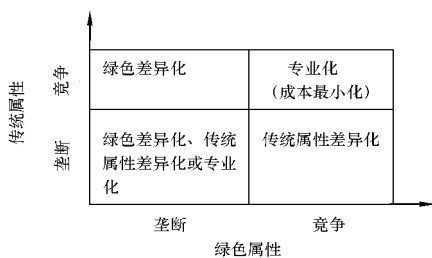 传统属性
竞争
垄断
绿色差异化
专业化
(成本最小化)
绿色差异化、传统
属性差异化或专业
化
传统属性差异化
垄断
竞争
绿色属性